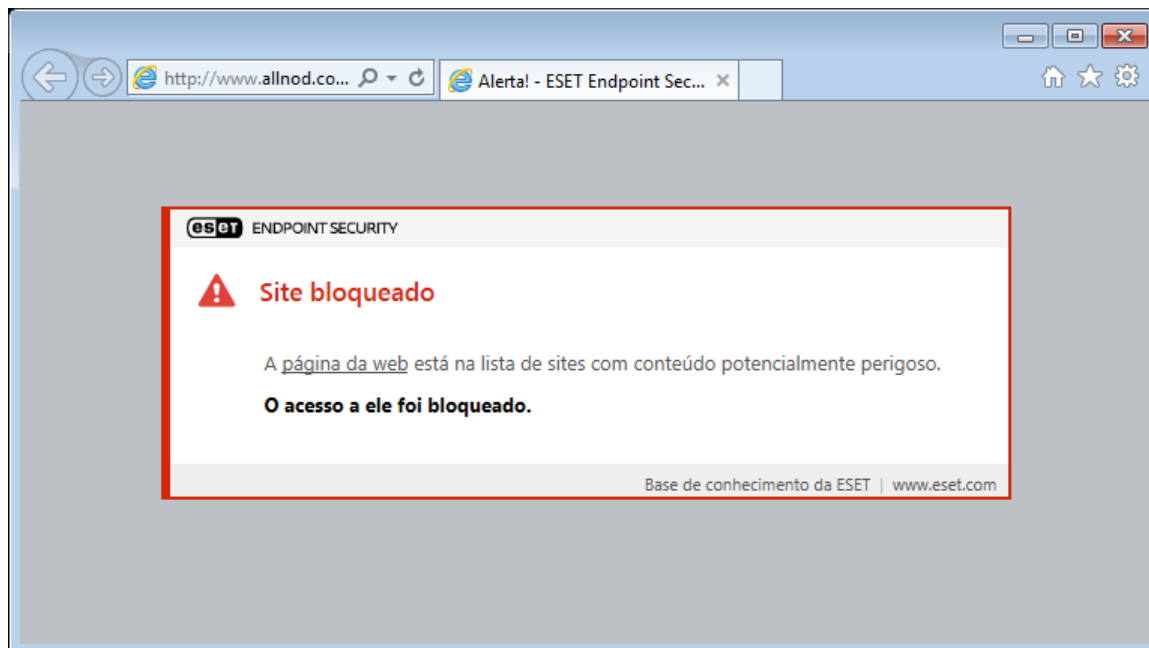 http://www.allnod.co...
Alerta! - ESET Endpoint Sec...
eseT ENDPOINT SECURITY
Site bloqueado
A página da web está na lista de sites com conteúdo potencialmente perigoso.
O acesso a ele foi bloqueado.
Base de conhecimento da ESET | www.eset.com